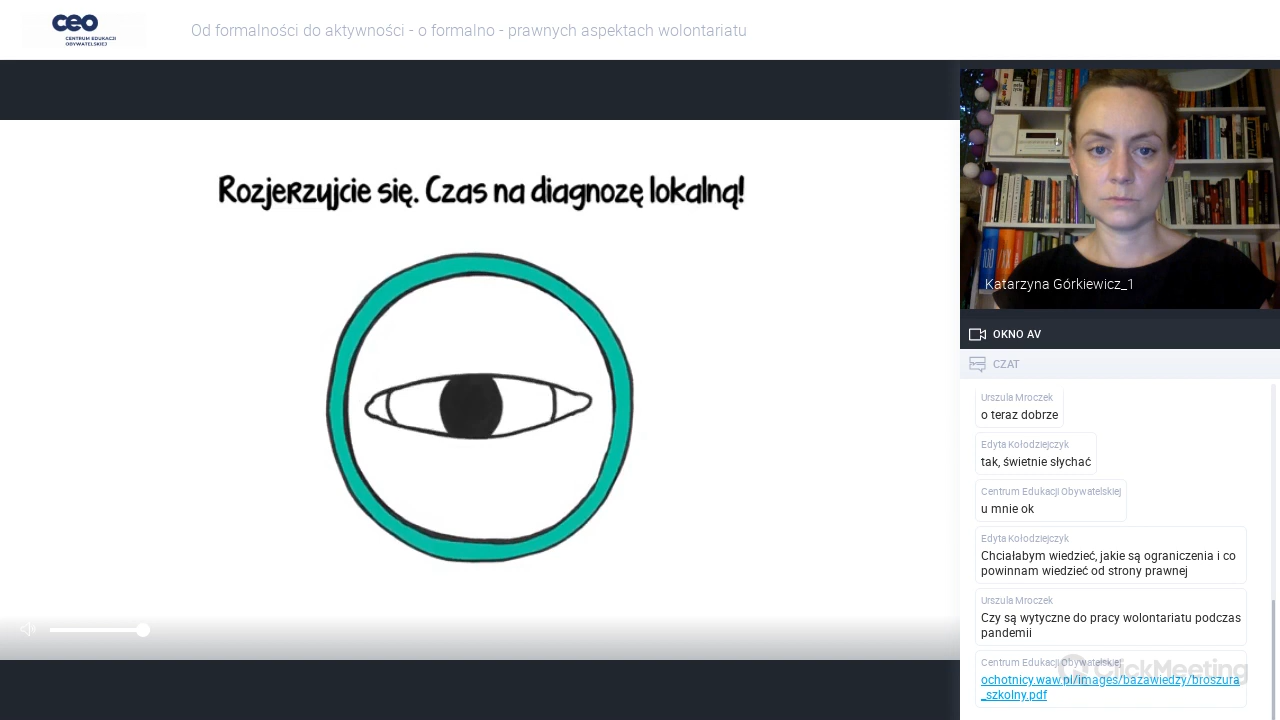 ceo
CENTRUM EDUKACJI
OBYWATELSKIEJ
Od formalności do aktywności - o formalno - prawnych aspektach wolontariatu
Rozjerzyjcie się. Czas na diagnozę lokalną!
Katarzyna Górkiewicz_1
OKNO AV
CZAT
Urszula Mroczek
o teraz dobrze
Edyta Kołodziejczyk
tak, świetnie słychać
Centrum Edukacji Obywatelskiej
u mnie ok
Edyta Kołodziejczyk
Chciałabym wiedzieć, jakie są ograniczenia i co
powinnam wiedzieć od strony prawnej
Urszula Mroczek
Czy są wytyczne do pracy wolontariatu podczas
pandemii
Centrum Edukacji Obywatelskiej
ClickMeeting
ochotnicy.waw.pl/images/bazawiedzy/broszura
_szkolny.pdf